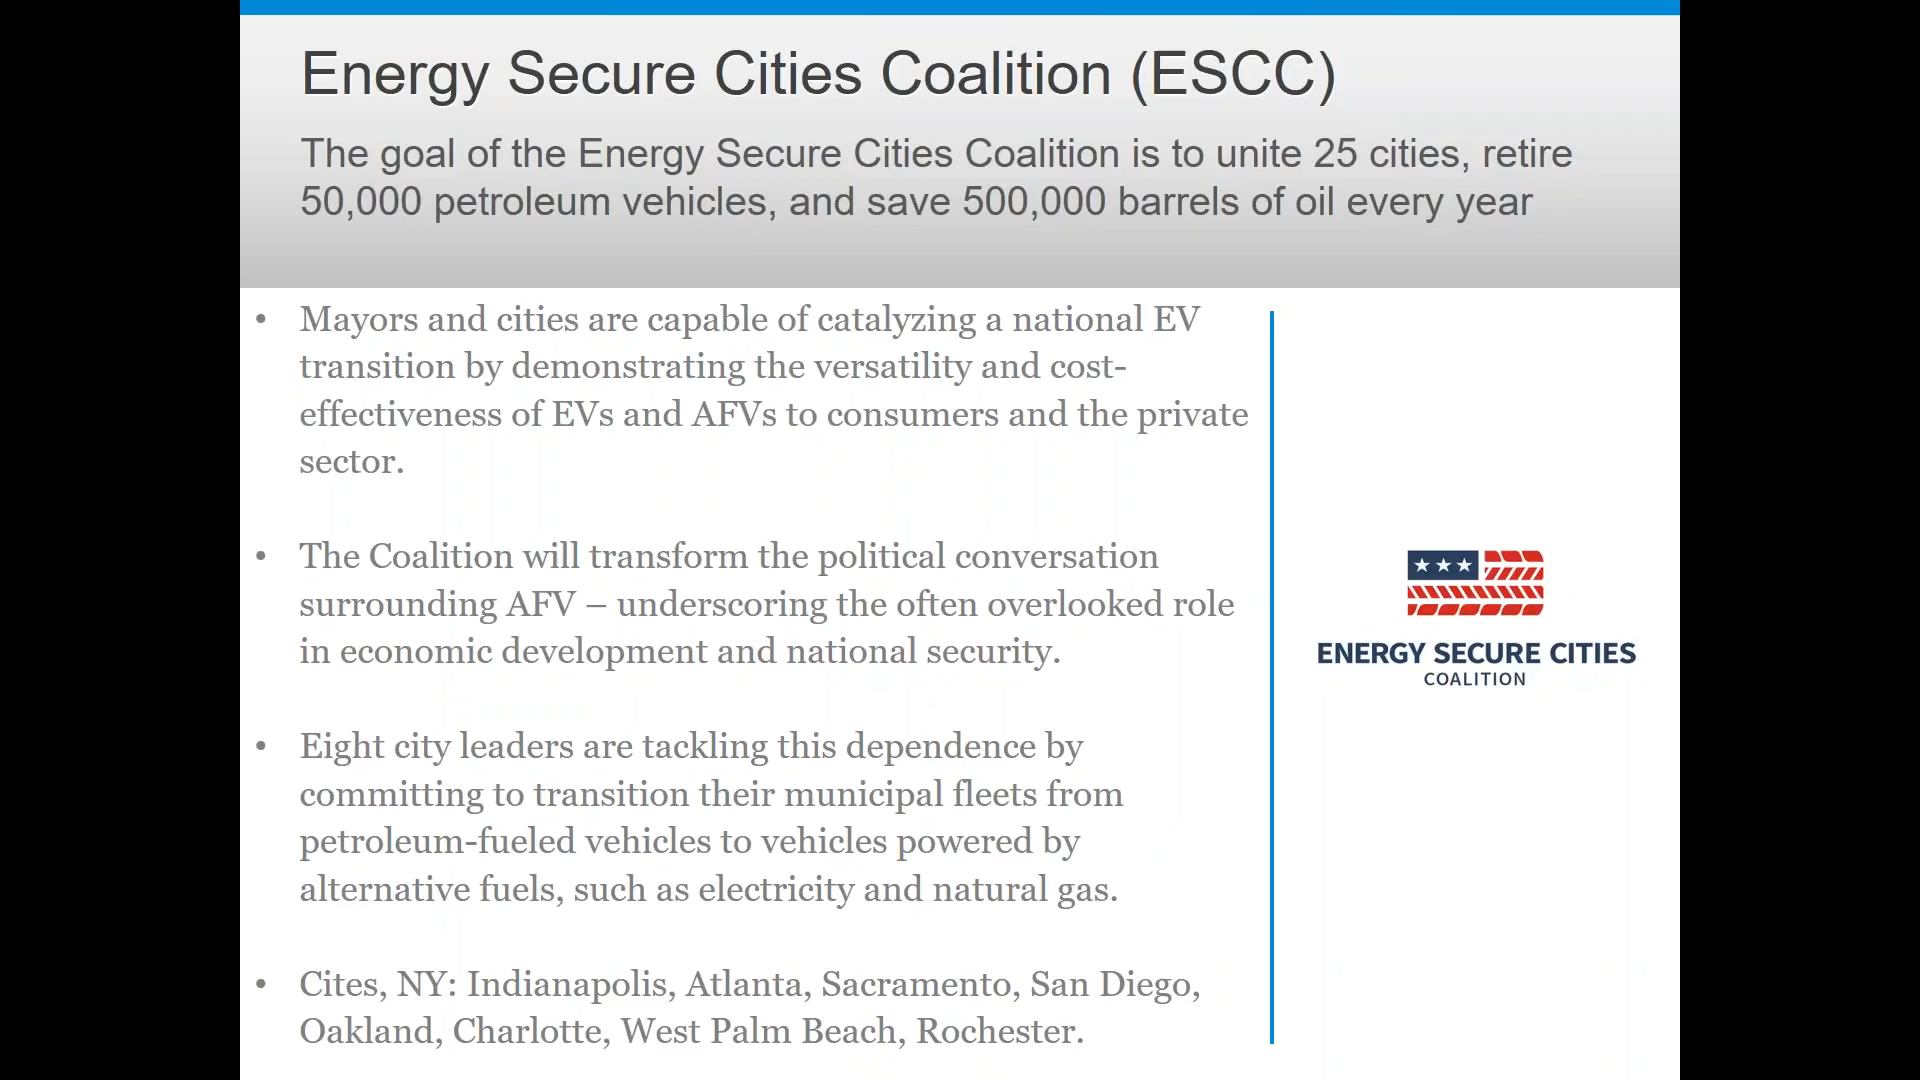 Energy Secure Cities Coalition (ESCC)
The goal of the Energy Secure Cities Coalition is to unite 25 cities, retire
50,000 petroleum vehicles, and save 500,000 barrels of oil every year
• Mayors and cities are capable of catalyzing a national EV
transition by demonstrating the versatility and cost-
effectiveness of EVs and AFVs to consumers and the private
sector.
• The Coalition will transform the political conversation
surrounding AFV – underscoring the often overlooked role
in economic development and national security.
• Eight city leaders are tackling this dependence by
committing to transition their municipal fleets from
petroleum-fueled vehicles to vehicles powered by
alternative fuels, such as electricity and natural gas.
• Cites, NY: Indianapolis, Atlanta, Sacramento, San Diego,
Oakland, Charlotte, West Palm Beach, Rochester.
ENERGY SECURE CITIES
COALITION